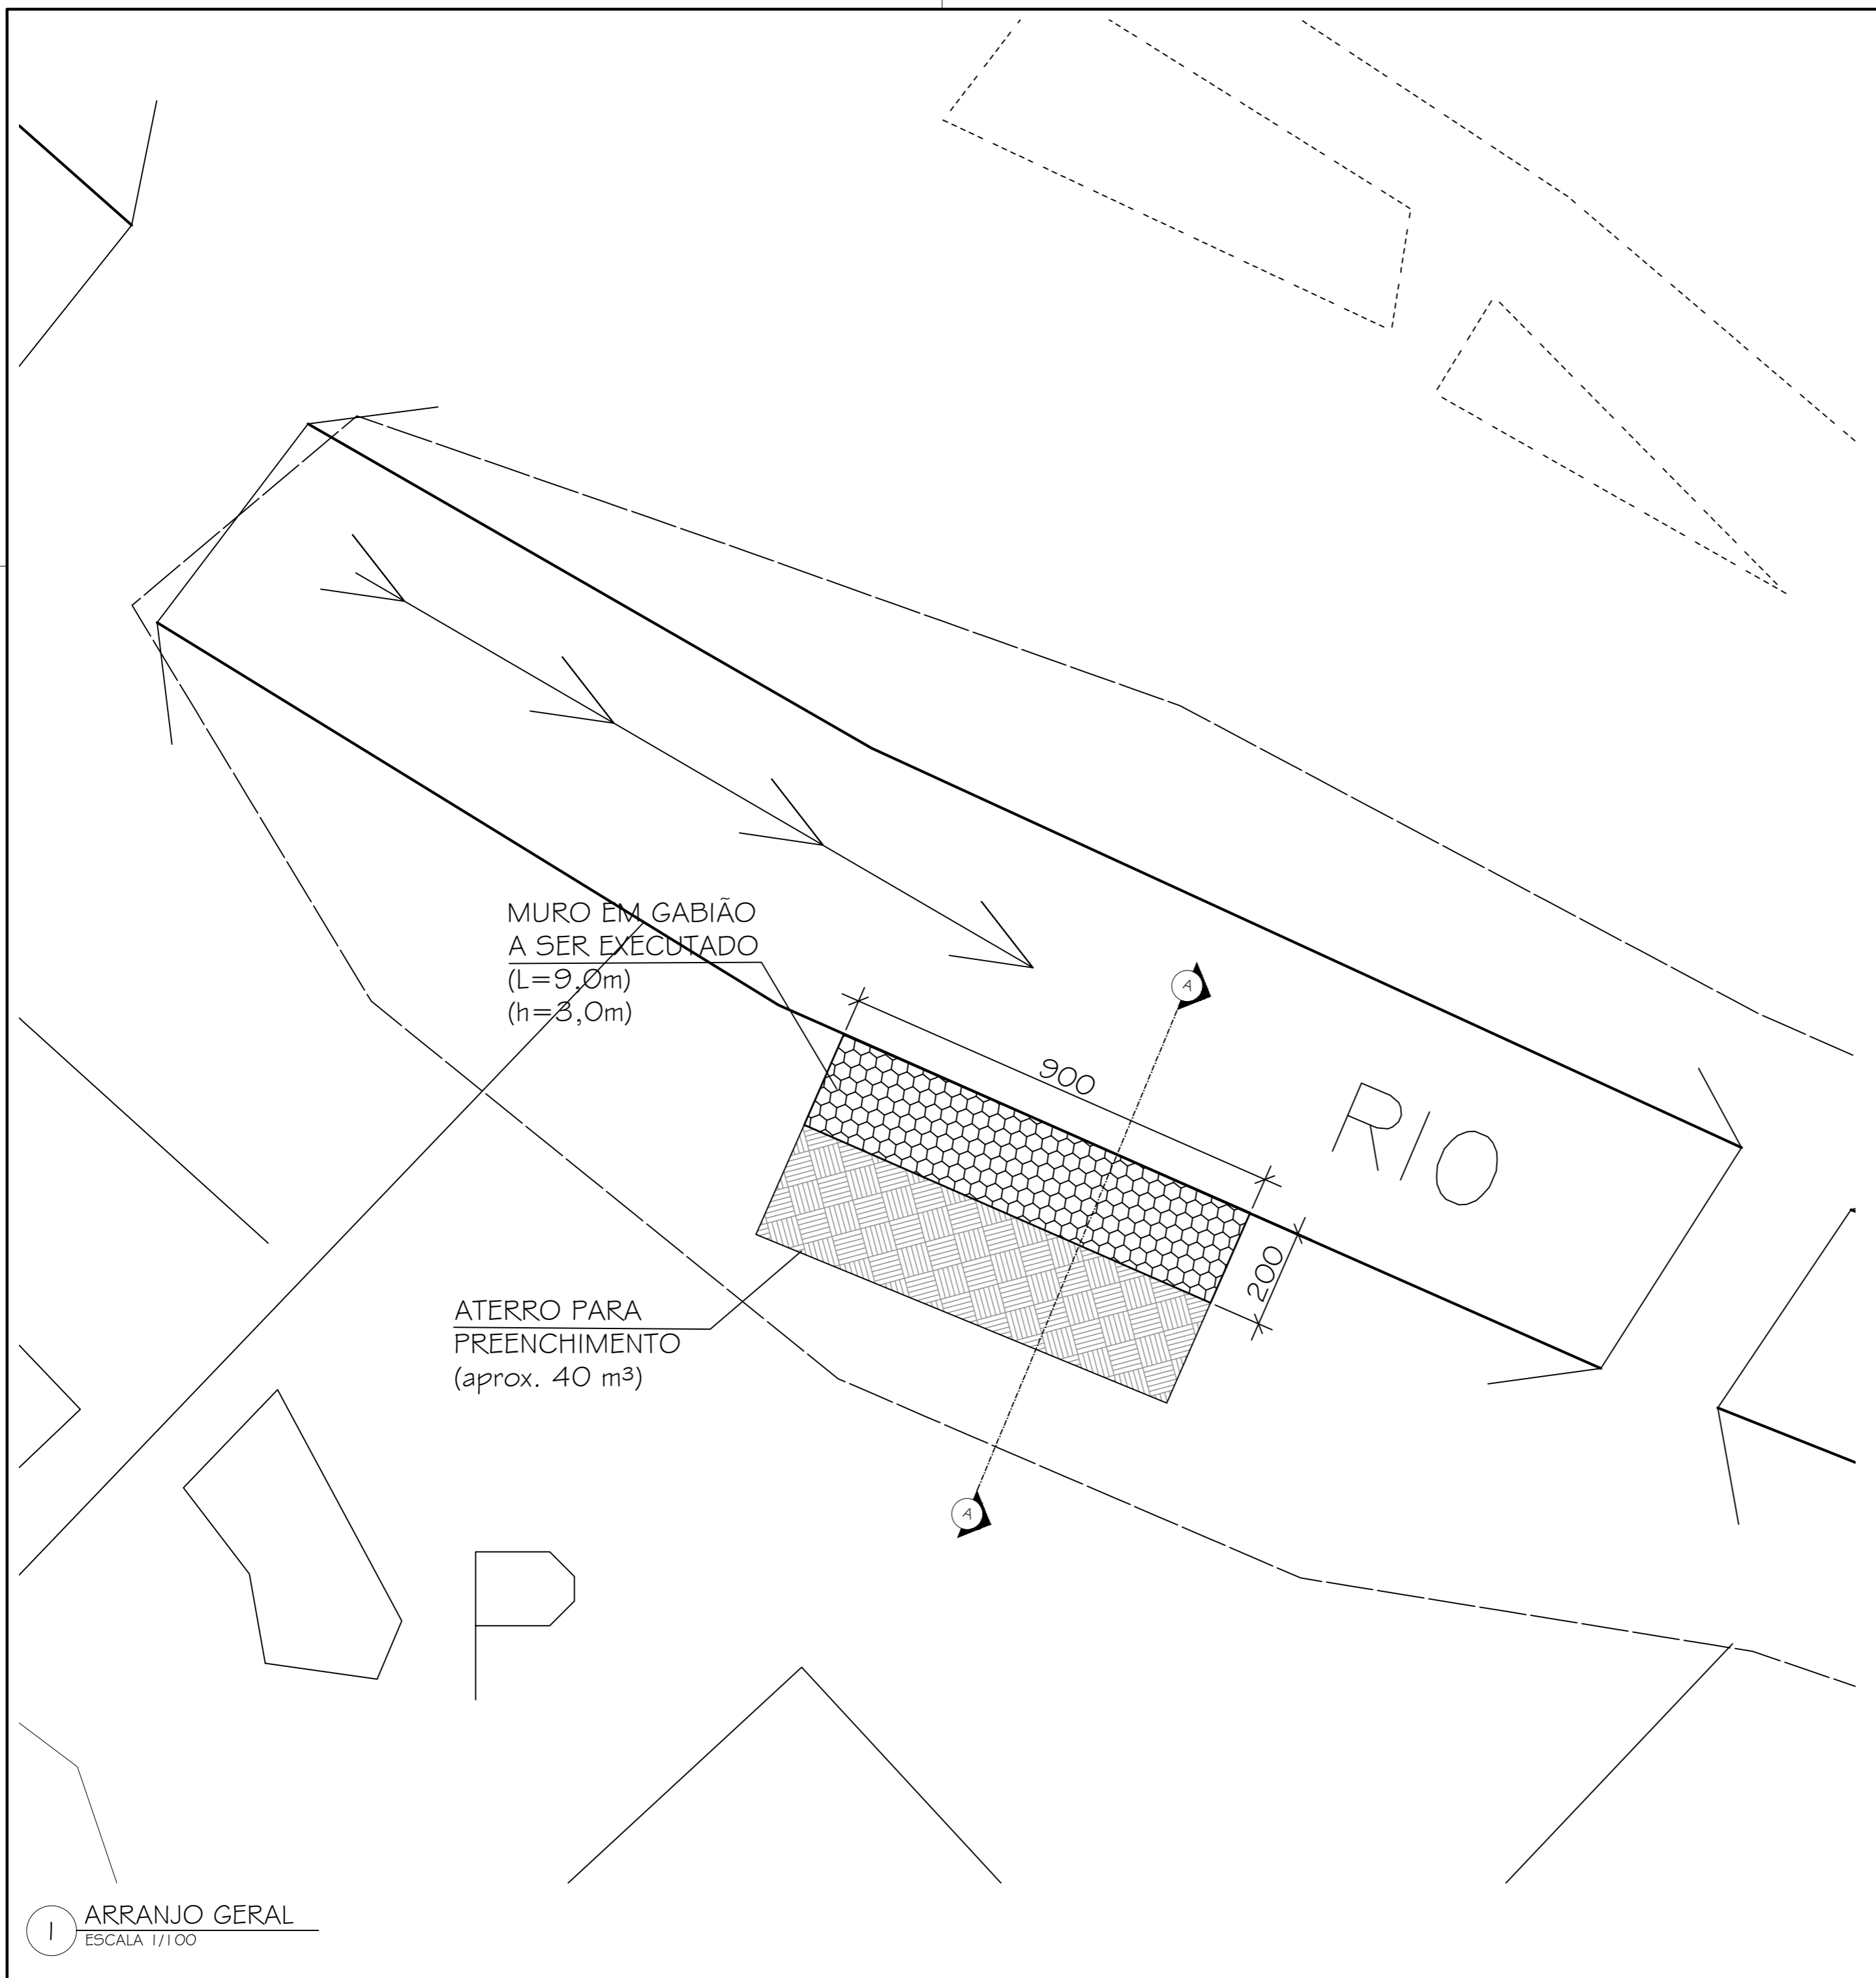 MURO EM GABIÃO
A SER EXECUTADO
(L=9,0m)
(h=3,0m)
A
900
RIO
200
ATERRO PARA
PREENCHIMENTO
(aprox. 40 m³)
A
P
1
ARRANJO GERAL
ESCALA 1/100